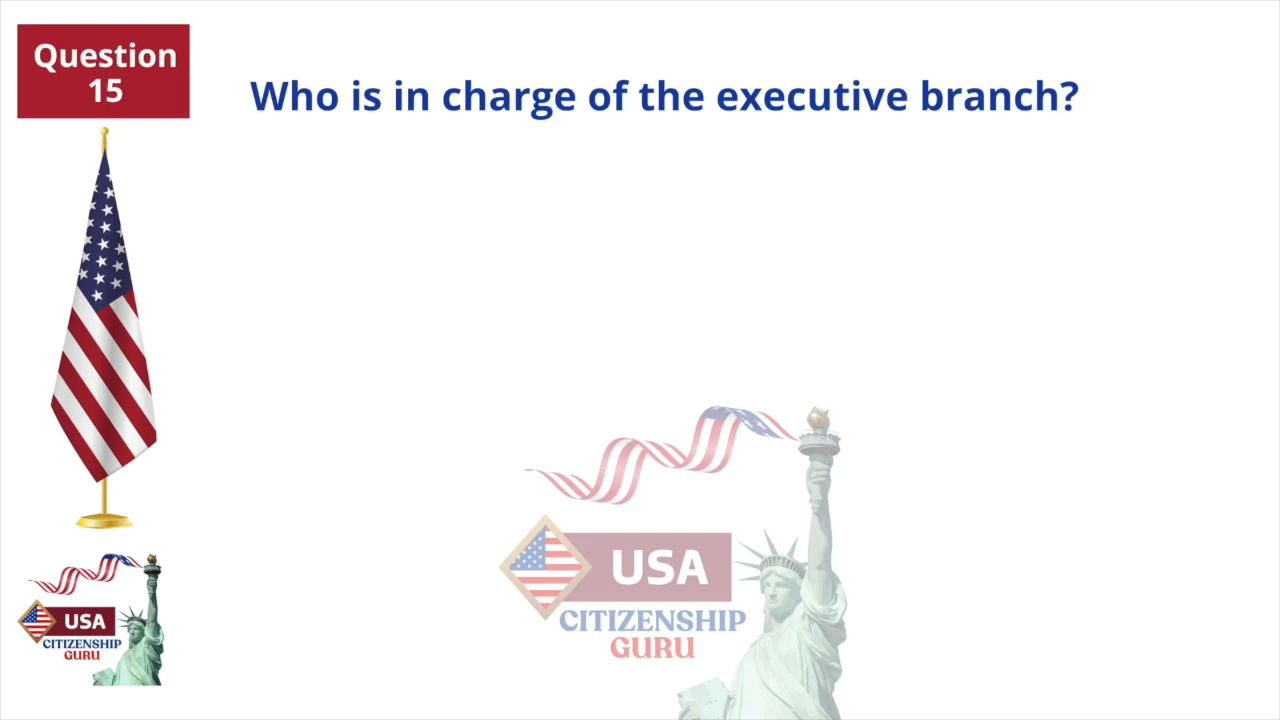 Question
15
Who is in charge of the executive branch?
USA
CITIZENSHIP
GURU
USA
CITIZENSHIP
GURU